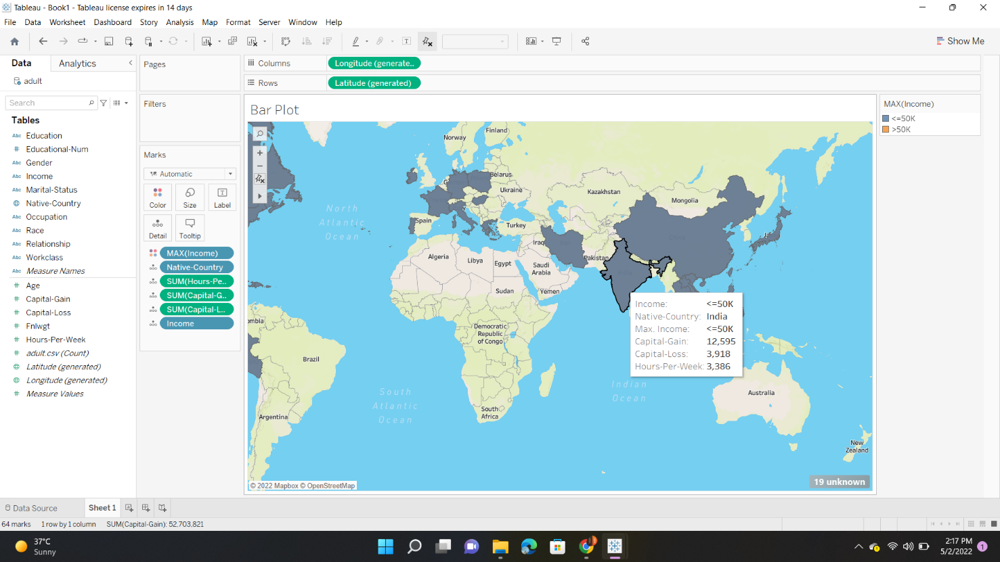 Tableau - Book1 - Tableau license expires in 14 days
File Data Worksheet Dashboard Story Analysis Map Format Server Window Help
Show Me
Data
Analytics
adult
Search
Tables
Abc Education
# Educational-Num
Abc Gender
Abc Income
Abc Marital-Status
Native-Country
Abc Occupation
Abc Race
Abc Relationship
Abc Workclass
Abc Measure Names
# Age
# Capital-Gain
# Capital-Loss
# Fnlwgt
# Hours-Per-Week
# adult.csv (Count)
Latitude (generated)
Longitude (generated)
# Measure Values
Pages
Filters
Marks
Automatic
Color
Size
Label
Detail
Tooltip
MAX(Income)
Native-Country
SUM(Hours-Pe..
SUM(Capital-G..
SUM(Capital-L..
Income
Columns
Longitude (generate..
Rows
Latitude (generated)
Bar Plot
Finland
Norway
Belarus
Ukraine
Kazakhstan
Mongolia
North
Atlantic
Ocean
Spain
Turkey
Iraq
Pakistan
Algeria
Libya
Egypt
Saudi
Arabia
Sudan
Yemen
Democratic
Republic
of Congo
mbia
Brazil
South
Atlantic
Ocean
South
Africa
Argentina
Indian
Ocean
Australia
New
Zealand
Income: <=50K
Native-Country: India
Max. Income: <=50K
Capital-Gain: 12,595
Capital-Loss: 3,918
Hours-Per-Week: 3,386
© 2022 Mapbox © OpenStreetMap
19 unknown
MAX(Income)
<=50K
>50K
Data Source
Sheet 1
64 marks
1 row by 1 column
SUM(Capital-Gain): 52,703,821
37°C
Sunny
2:17 PM
5/2/2022
1